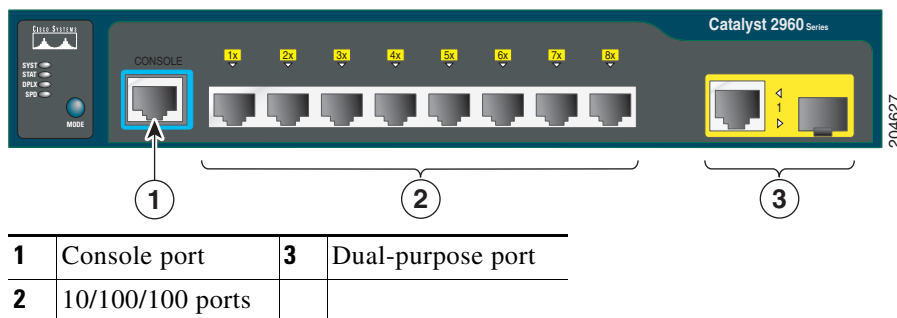 CISCO SYSTEMS
Catalyst 2960 Series
SYST
STAT
DPLX
SPD
MODE
CONSOLE
1x 2x 3x 4x 5x 6x 7x 8x
1
204627
1 2 3
1 Console port 3 Dual-purpose port
2 10/100/100 ports